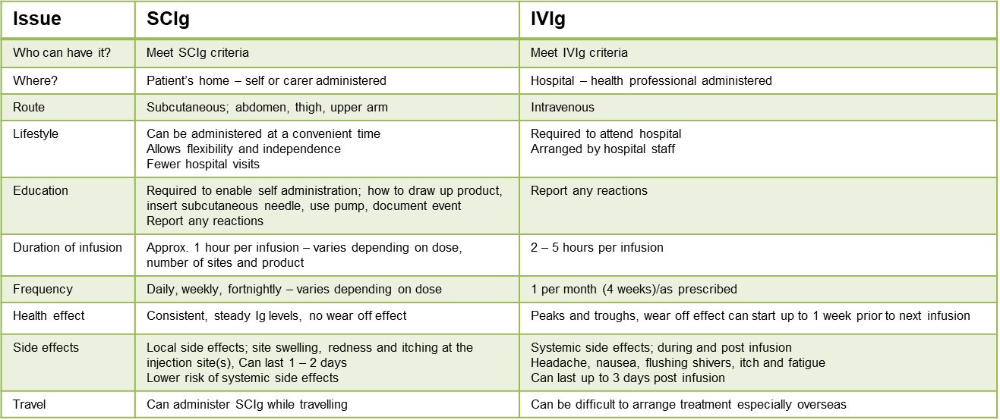 Issue SCIg IVIg
Who can have it? Meet SCIg criteria Meet IVIg criteria
Where? Patient's home – self or carer administered Hospital – health professional administered
Route Subcutaneous; abdomen, thigh, upper arm Intravenous
Lifestyle Can be administered at a convenient time Required to attend hospital
Allows flexibility and independence Arranged by hospital staff
Fewer hospital visits
Education Required to enable self administration; how to draw up product, Report any reactions
insert subcutaneous needle, use pump, document event
Report any reactions
Duration of infusion Approx. 1 hour per infusion – varies depending on dose, 2 – 5 hours per infusion
number of sites and product
Frequency Daily, weekly, fortnightly – varies depending on dose 1 per month (4 weeks)/as prescribed
Health effect Consistent, steady Ig levels, no wear off effect Peaks and troughs, wear off effect can start up to 1 week prior to next infusion
Side effects Local side effects; site swelling, redness and itching at the Systemic side effects; during and post infusion
injection site(s), Can last 1 – 2 days Headache, nausea, flushing shivers, itch and fatigue
Lower risk of systemic side effects Can last up to 3 days post infusion
Travel Can administer SCIg while travelling Can be difficult to arrange treatment especially overseas